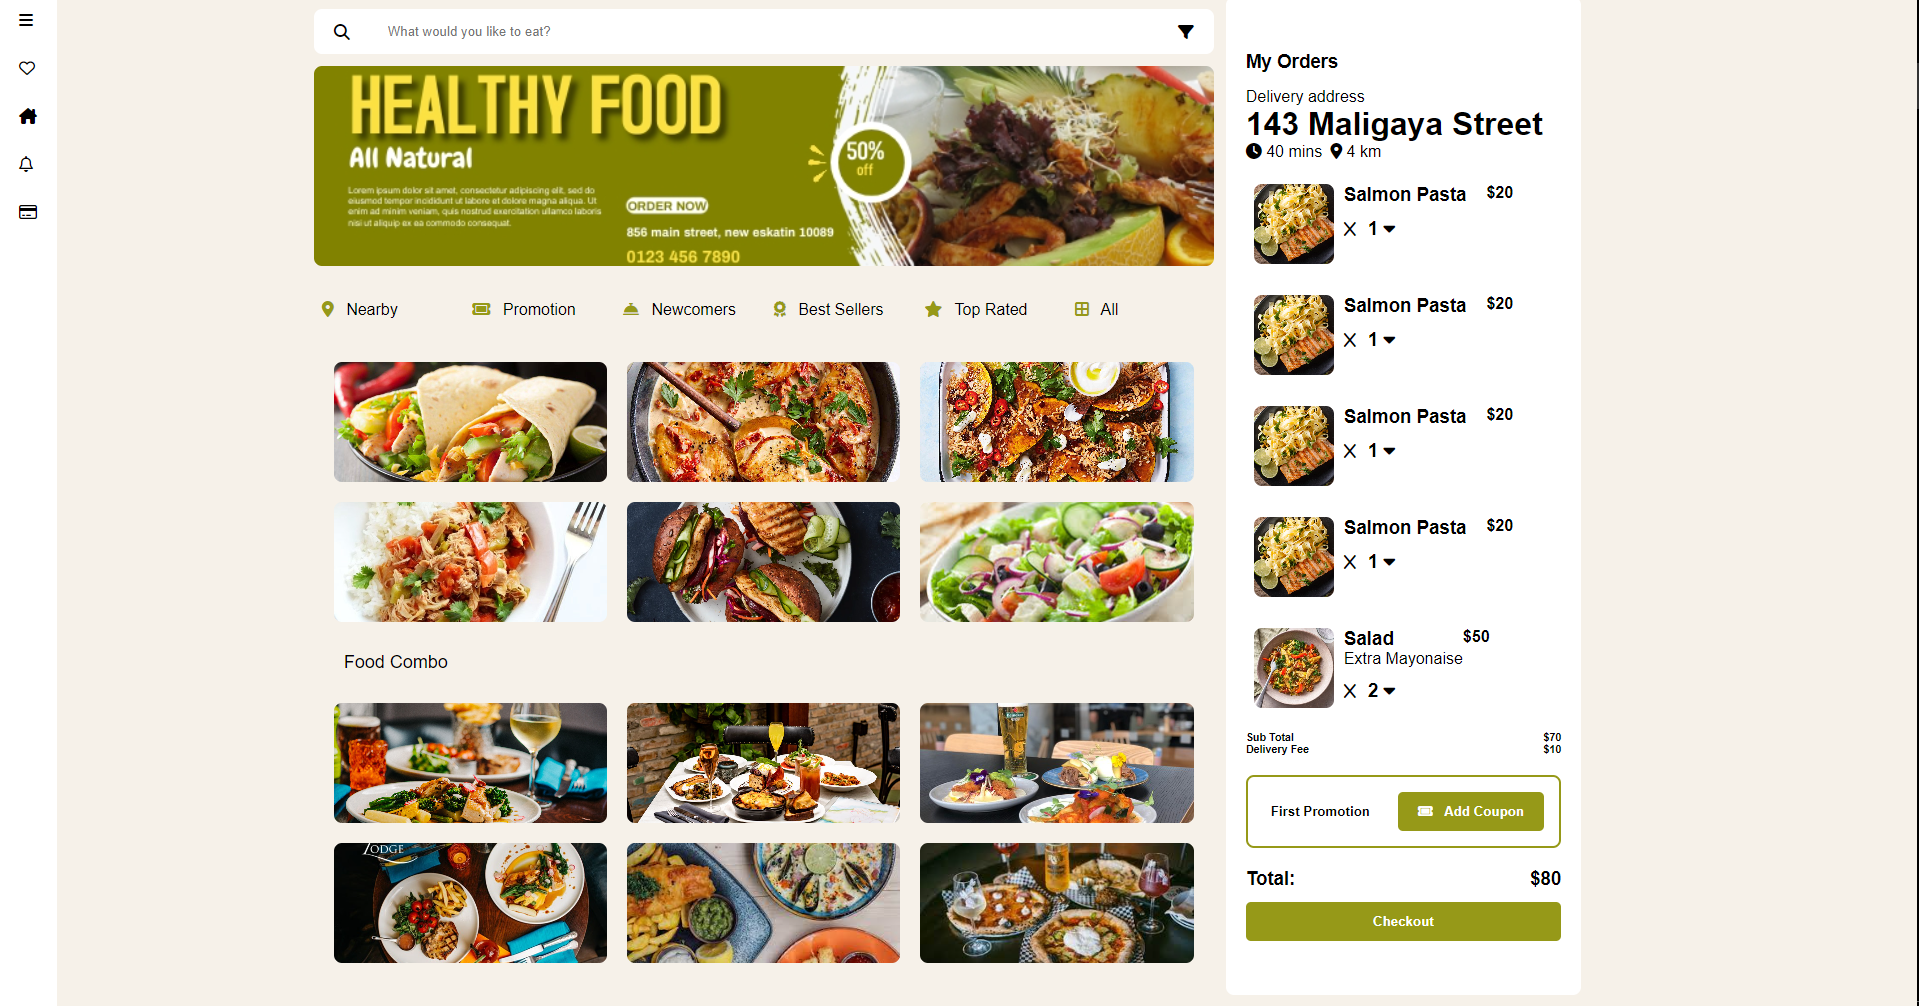 What would you like to eat?
HEALTHY FOOD
All Natural
Lorem ipsum dolor sit amet, consectetur adipiscing elit, sed do
eiusmod tempor incididunt ut labore et dolore magna aliqua. Ut
enim ad minim veniam, quis nostrud exercitation ullamco laboris
nisi ut aliquip ex ea commodo consequat.
ORDER NOW
856 main street, new eskatin 10089
0123 456 7890
50%
off
Nearby
Promotion
Newcomers
Best Sellers
Top Rated
All
Food Combo
LODGE
My Orders
Delivery address
143 Maligaya Street
40 mins 4 km
Salmon Pasta $20
X 1
Salmon Pasta $20
X 1
Salmon Pasta $20
X 1
Salmon Pasta $20
X 1
Salad $50
Extra Mayonaise
X 2
Sub Total $70
Delivery Fee $10
First Promotion
Add Coupon
Total: $80
Checkout